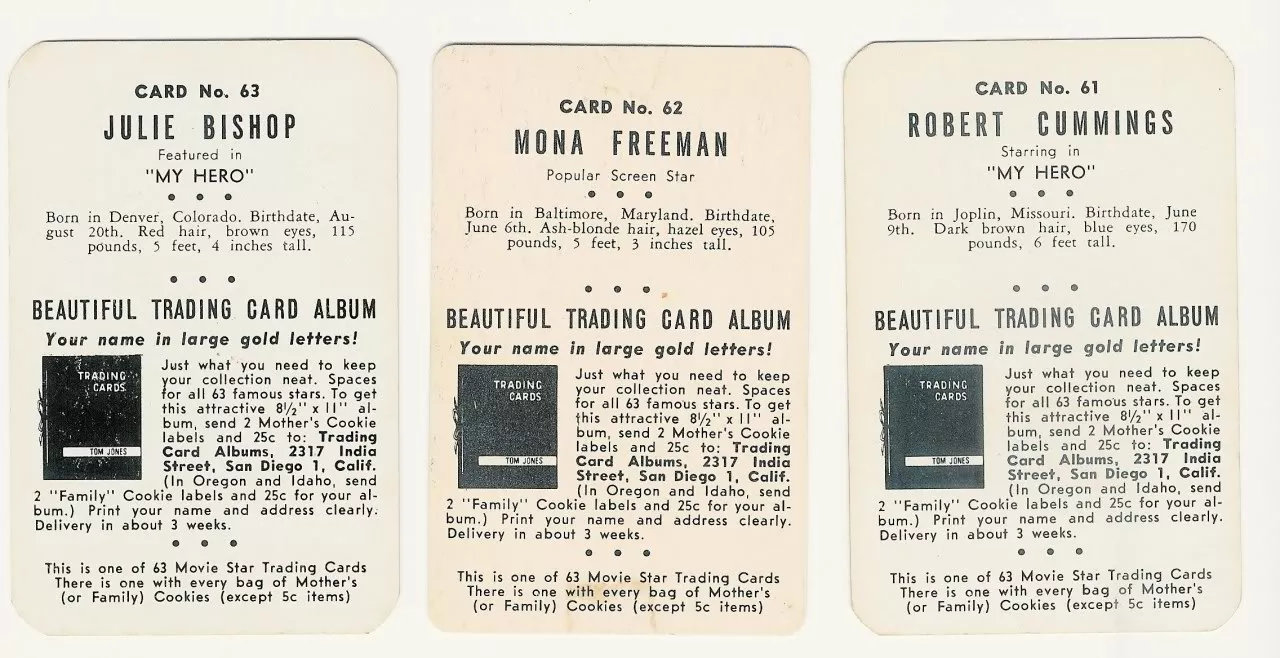 CARD No. 63
JULIE BISHOP
Featured in
"MY HERO"
Born in Denver, Colorado. Birthdate, Au-
gust 20th. Red hair, brown eyes, 115
pounds, 5 feet, 4 inches tall.
BEAUTIFUL TRADING CARD ALBUM
Your name in large gold letters!
TRADING
CARDS
TOM JONES
Just what you need to keep
your collection neat. Spaces
for all 63 famous stars. To get
this attractive 8½" x 11" al-
bum, send 2 Mother's Cookie
labels and 25c to: Trading
Card Albums, 2317 India
Street, San Diego 1, Calif.
(In Oregon and Idaho, send
2 "Family" Cookie labels and 25c for your al-
bum.) Print your name and address clearly.
Delivery in about 3 weeks.
This is one of 63 Movie Star Trading Cards
There is one with every bag of Mother's
(or Family) Cookies (except 5c items)
CARD No. 62
MONA FREEMAN
Popular Screen Star
Born in Baltimore, Maryland. Birthdate,
June 6th. Ash-blonde hair, hazel eyes, 105
pounds, 5 feet, 3 inches tall.
BEAUTIFUL TRADING CARD ALBUM
Your name in large gold letters!
TRADING
CARDS
TOM JONES
Just what you need to keep
your collection neat. Spaces
for all 63 famous stars. To get
this attractive 8½" x 11" al-
bum, send 2 Mother's Cookie
labels and 25c to: Trading
Card Albums, 2317 India
Street, San Diego 1, Calif.
(In Oregon and Idaho, send
2 "Family" Cookie labels and 25c for your al-
bum.) Print your name and address clearly.
Delivery in about 3 weeks.
This is one of 63 Movie Star Trading Cards
There is one with every bag of Mother's
(or Family) Cookies (except 5c items)
CARD No. 61
ROBERT CUMMINGS
Starring in
"MY HERO"
Born in Joplin, Missouri. Birthdate, June
9th. Dark brown hair, blue eyes, 170
pounds, 6 feet tall.
BEAUTIFUL TRADING CARD ALBUM
Your name in large gold letters!
TRADING
CARDS
TOM JONES
Just what you need to keep
your collection neat. Spaces
for all 63 famous stars. To get
this attractive 8½" x 11" al-
bum, send 2 Mother's Cookie
labels and 25c to: Trading
Card Albums, 2317 India
Street, San Diego 1, Calif.
(In Oregon and Idaho, send
2 "Family" Cookie labels and 25c for your al-
bum.) Print your name and address clearly.
Delivery in about 3 weeks.
This is one of 63 Movie Star Trading Cards
There is one with every bag of Mother's
(or Family) Cookies (except 5c items)